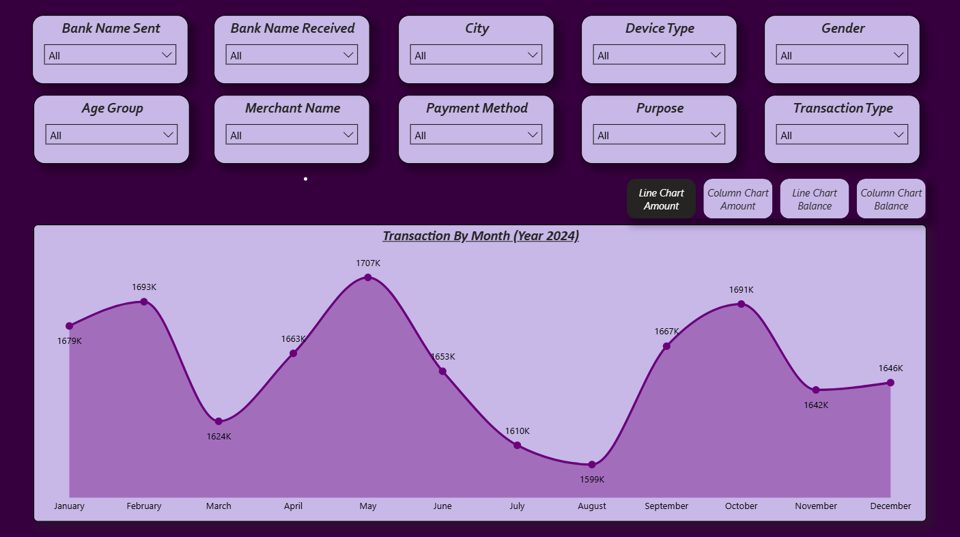 Bank Name Sent
All
Bank Name Received
All
City
All
Device Type
All
Gender
All
Age Group
All
Merchant Name
All
Payment Method
All
Purpose
All
Transaction Type
All
Line Chart
Amount
Column Chart
Amount
Line Chart
Balance
Column Chart
Balance
Transaction By Month (Year 2024)
1679K
1693K
1624K
1663K
1707K
1653K
1610K
1599K
1667K
1691K
1642K
1646K
January
February
March
April
May
June
July
August
September
October
November
December